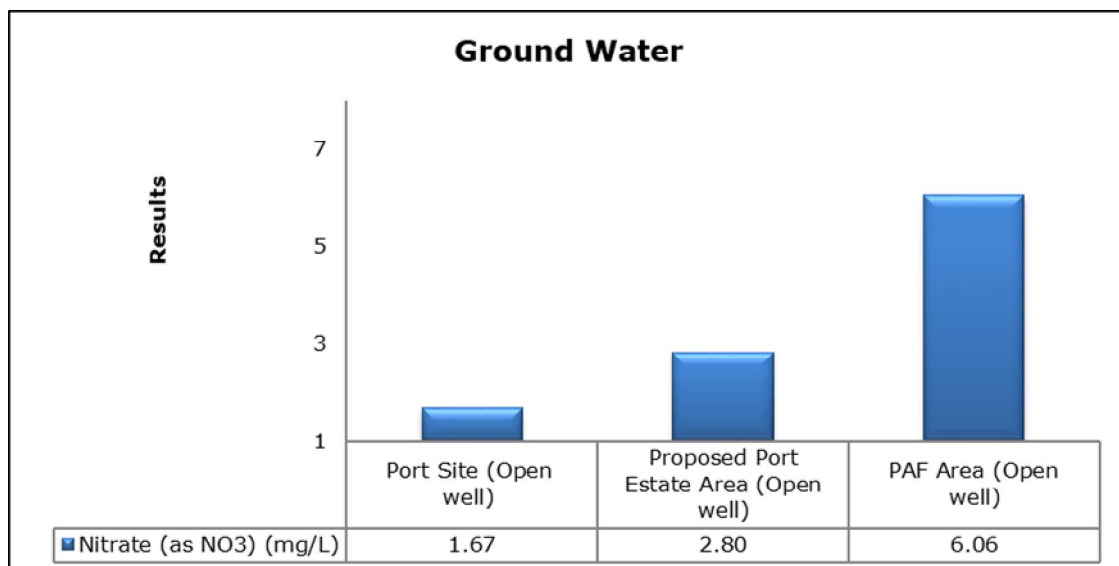 Ground Water
Results
7
5
3
1
Port Site (Open
well)
Proposed Port
Estate Area (Open
well)
PAF Area (Open
well)
Nitrate (as NO3) (mg/L) 1.67 2.80 6.06